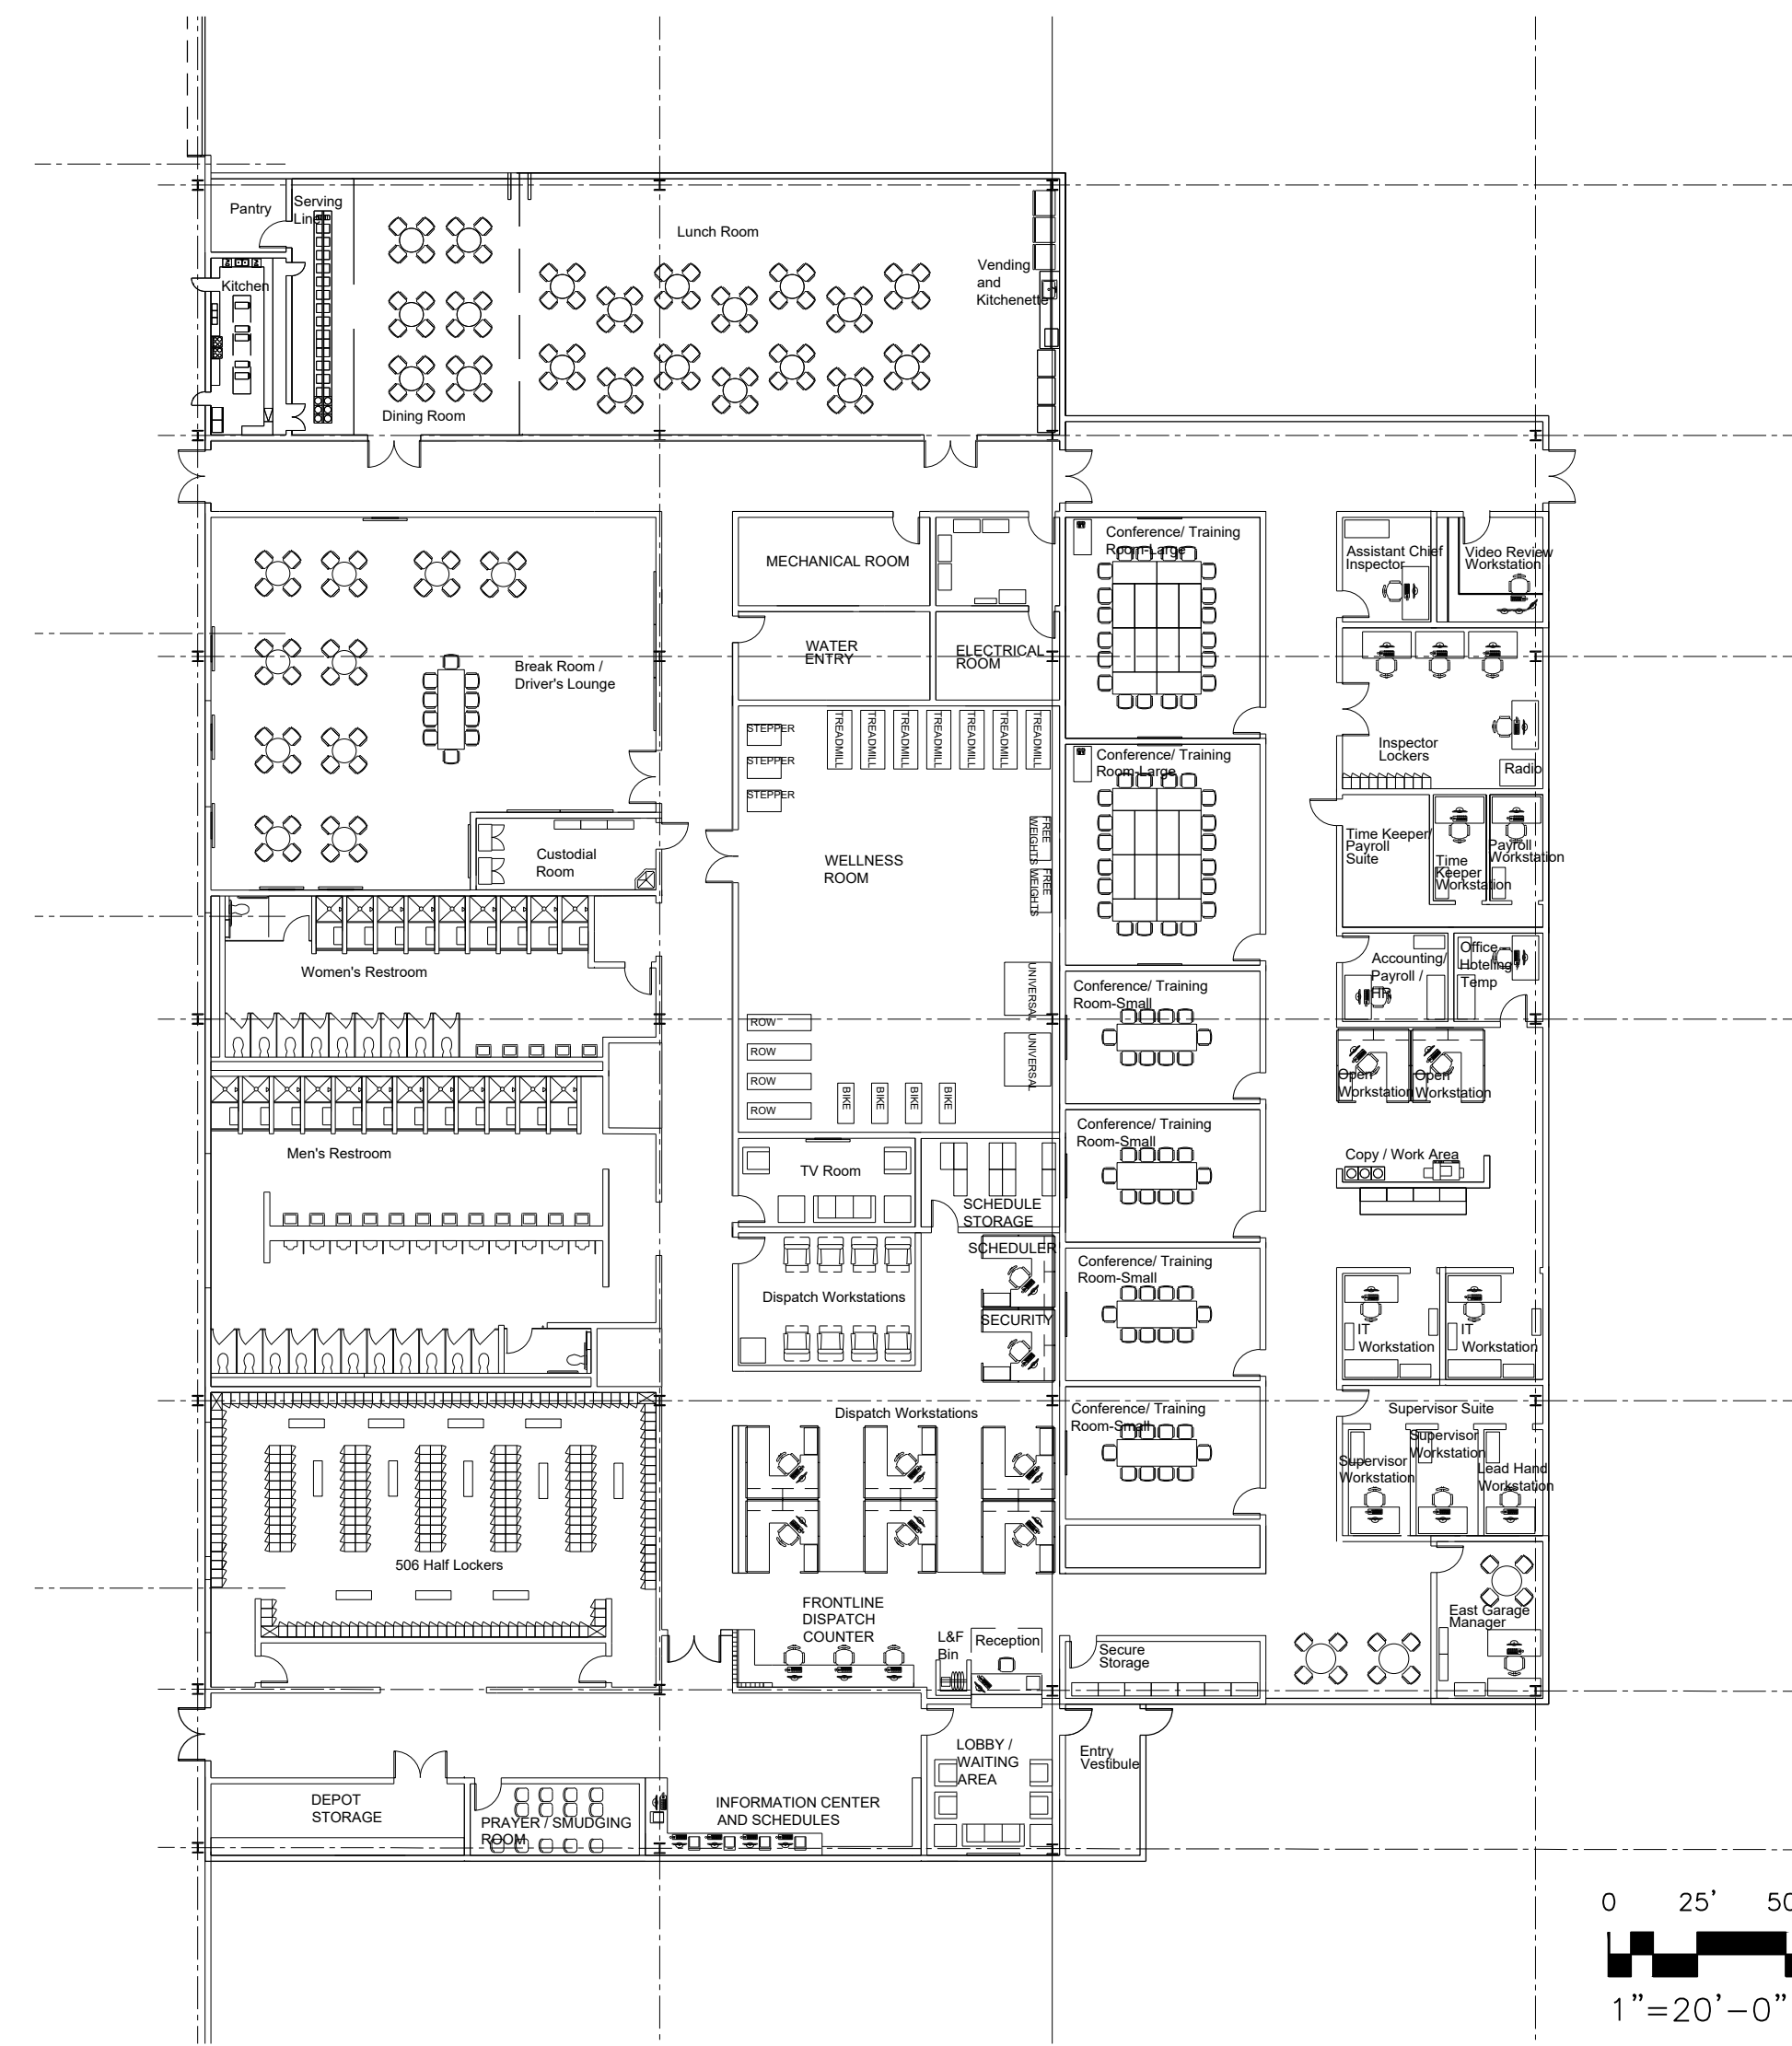 Pantry
Serving
Line
Lunch Room
Kitchen
Vending
and
Kitchenette
Dining Room
MECHANICAL ROOM
Conference/ Training
Room-Large
Assistant Chief
Inspector
Video Review
Workstation
WATER
ENTRY
ELECTRICAL
ROOM
Break Room /
Driver's Lounge
STEPPER
STEPPER
STEPPER
TREADMILL
TREADMILL
TREADMILL
TREADMILL
TREADMILL
TREADMILL
TREADMILL
Conference/ Training
Room-Large
Inspector
Lockers
Radio
FREE
WEIGHTS
FREE
WEIGHTS
Custodial
Room
WELLNESS
ROOM
Time Keeper/
Payroll
Suite
Time
Keeper
Workstation
Payroll
Workstation
Women's Restroom
UNIVERSAL
UNIVERSAL
Conference/ Training
Room-Small
Accounting/
Payroll /
HR
Office
Hoteling
Temp
ROW
ROW
ROW
ROW
BIKE
BIKE
BIKE
BIKE
Open
Workstation
Open
Workstation
Men's Restroom
TV Room
Conference/ Training
Room-Small
Copy / Work Area
SCHEDULE
STORAGE
SCHEDULER
Dispatch Workstations
SECURITY
Conference/ Training
Room-Small
IT
Workstation
IT
Workstation
Dispatch Workstations
Conference/ Training
Room-Small
Supervisor Suite
Supervisor
Workstation
Supervisor
Workstation
Lead Hand
Workstation
506 Half Lockers
FRONTLINE
DISPATCH
COUNTER
L&F
Bin
Reception
Secure
Storage
East Garage
Manager
LOBBY /
WAITING
AREA
Entry
Vestibule
DEPOT
STORAGE
PRAYER / SMUDGING
ROOM
INFORMATION CENTER
AND SCHEDULES
0 25' 50
1"=20'-0"